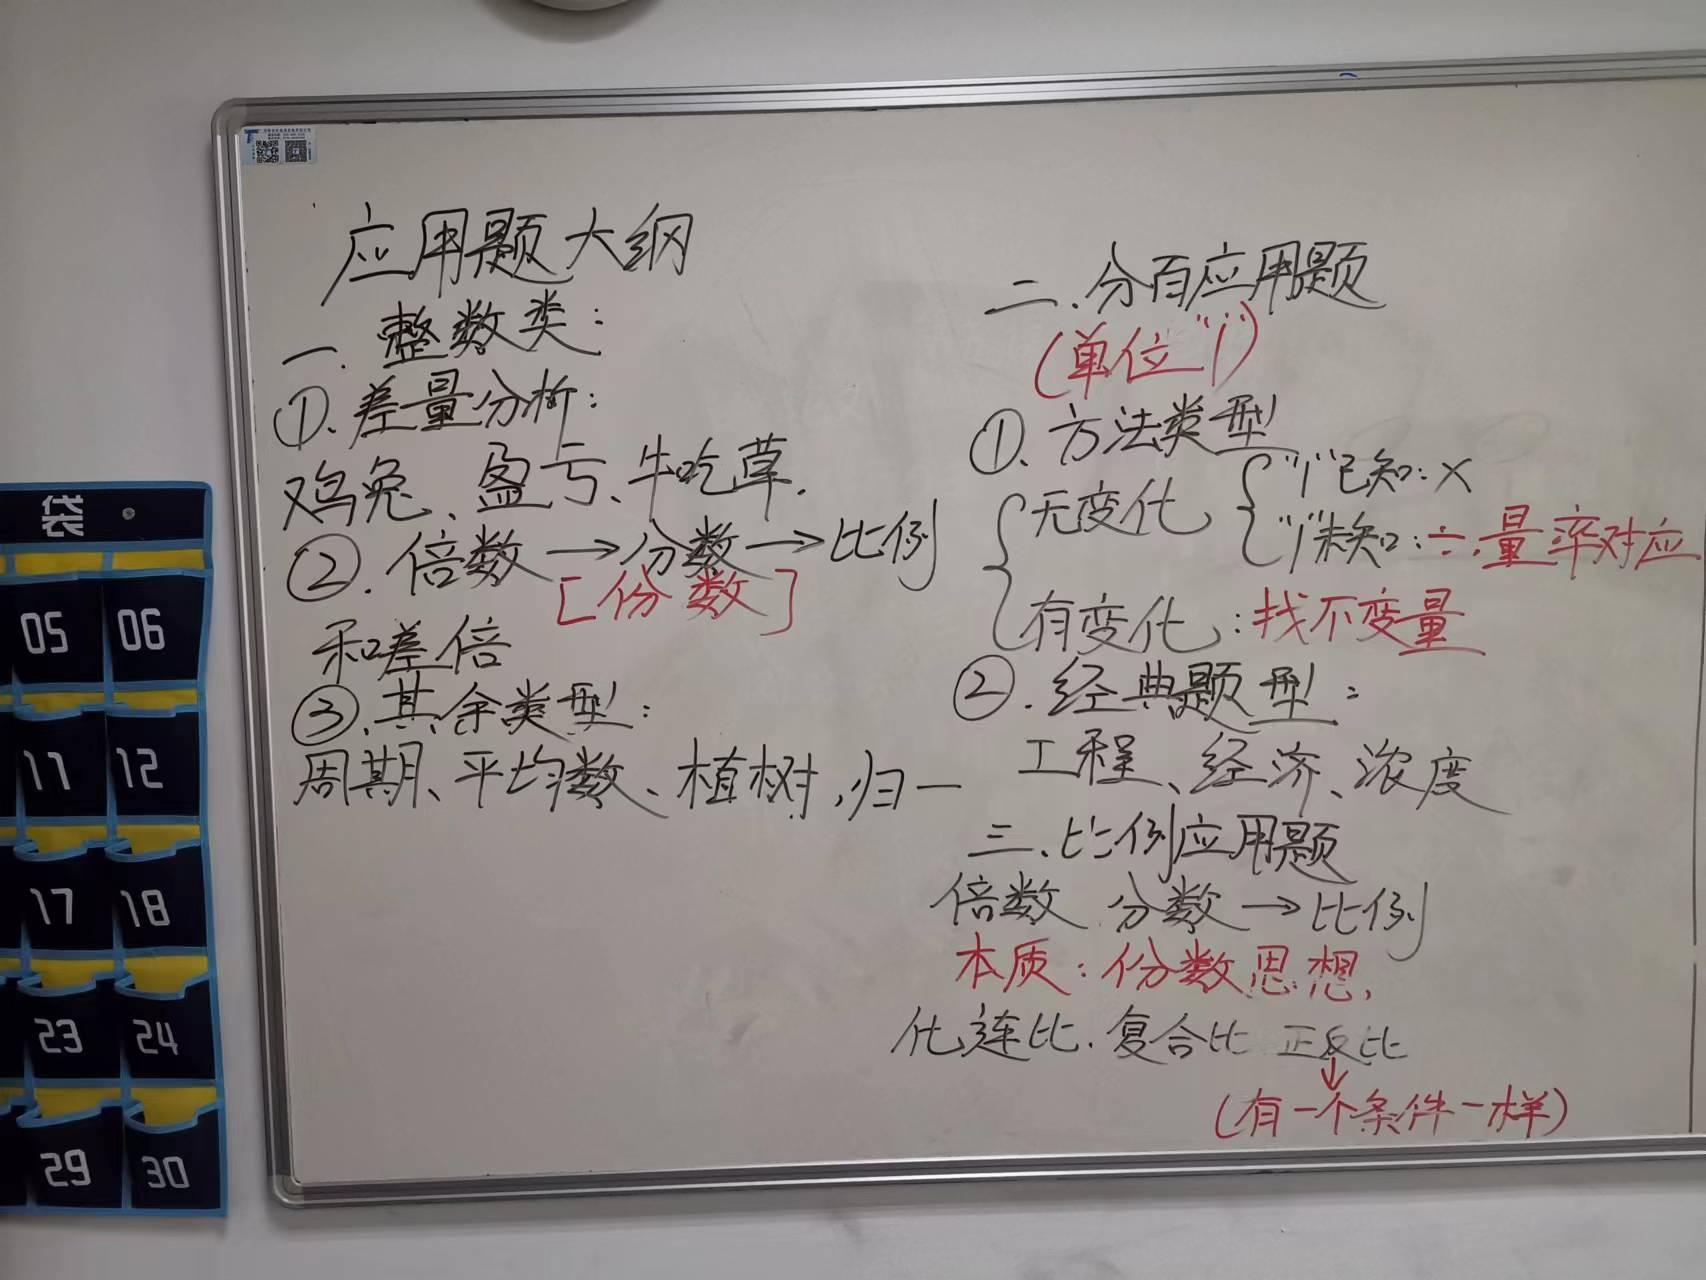 应用题大纲
一.整数类:
①.差量分析:
鸡兔、盈亏、牛吃草.
②.倍数→分数→比例
[份数]
和差倍
③.其余类型:
周期、平均数、植树,归一
二.分百应用题
(单位"1")
①.方法类型
无变化
"1"已知:×
"1"未知:÷.量率对应
有变化:找不变量
②.经典题型:
工程、经济、浓度
三.比例应用题
倍数 分数→比例
本质:份数思想,
化连比.复合比 正反比
↓
(有一个条件一样)
袋
05 06
11 12
17 18
23 24
29 30